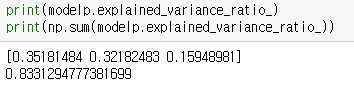 print(modelp.explained_variance_ratio_)
print(np.sum(modelp.explained_variance_ratio_))
[0.35181484 0.32182483 0.15948981]
0.8331294777381699